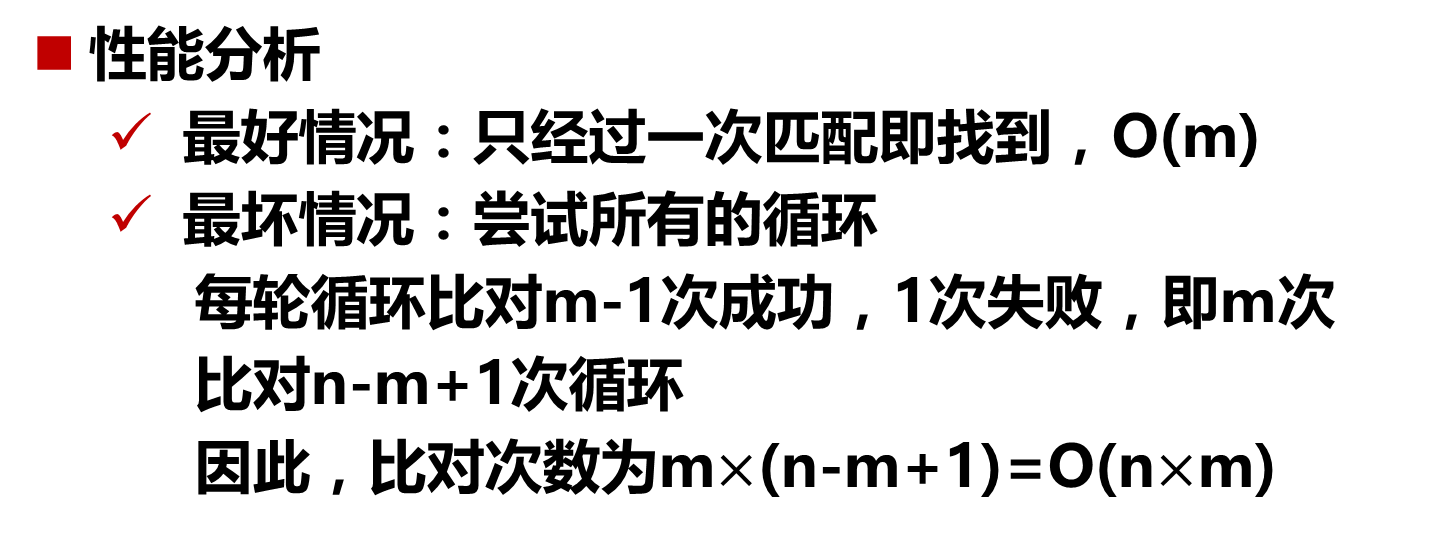 性能分析
最好情况：只经过一次匹配即找到，O(m)
最坏情况：尝试所有的循环
每轮循环比对m-1次成功，1次失败，即m次
比对n-m+1次循环
因此，比对次数为m×(n-m+1)=O(n×m)